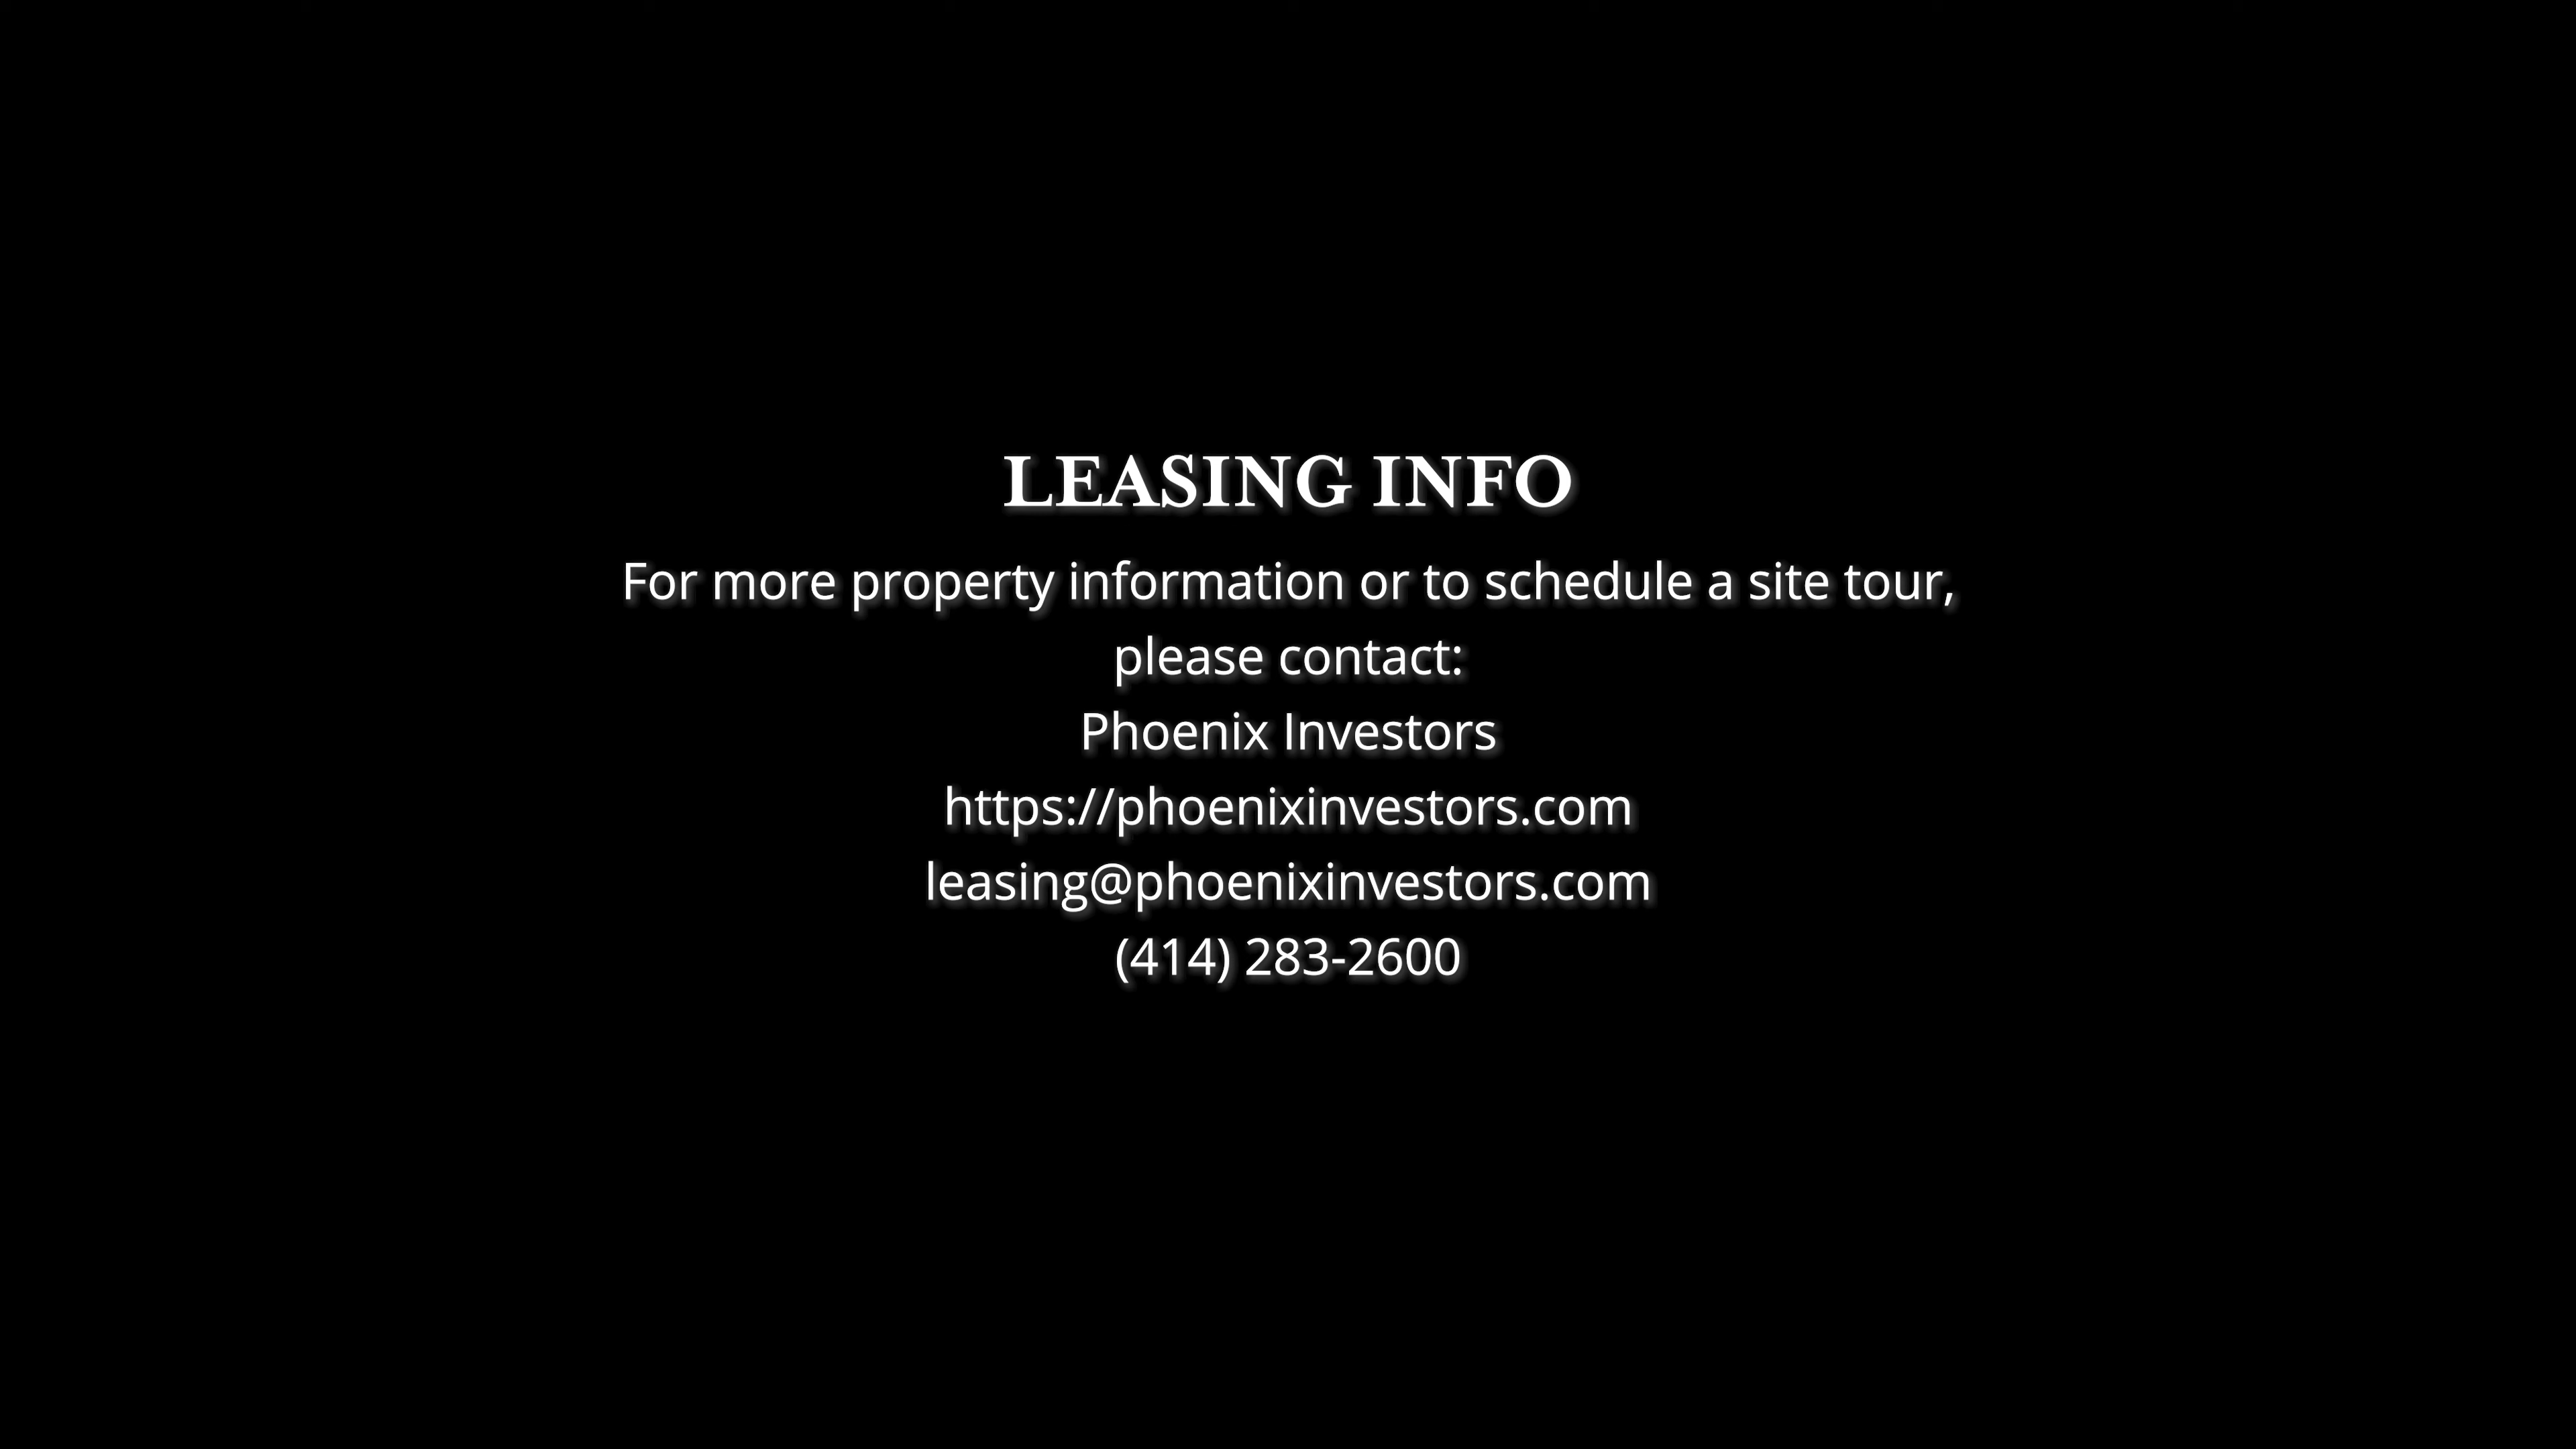 LEASING INFO
For more property information or to schedule a site tour,
please contact:
Phoenix Investors
https://phoenixinvestors.com
leasing@phoenixinvestors.com
(414) 283-2600